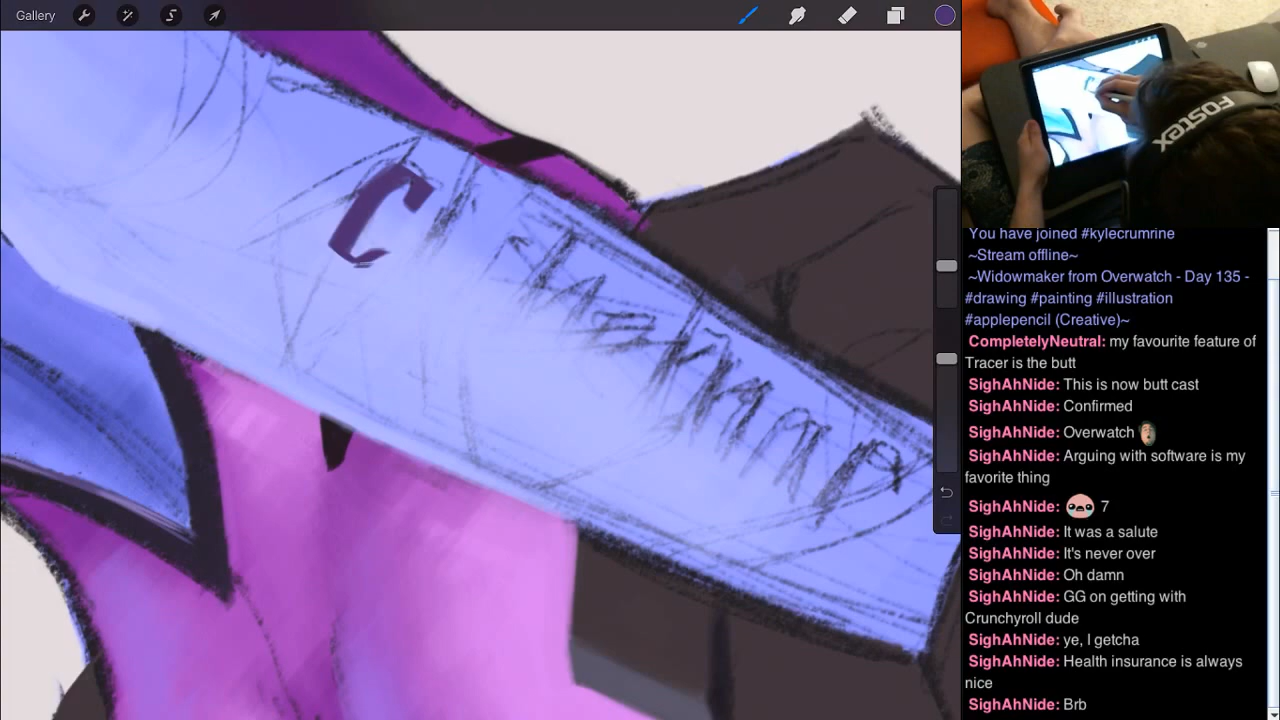 Gallery
FOSTEX
You have joined #kylecrumrine
~Stream offline~
~Widowmaker from Overwatch - Day 135 -
#drawing #painting #illustration
#applepencil (Creative)~
CompletelyNeutral: my favourite feature of
Tracer is the butt
SighAhNide: This is now butt cast
SighAhNide: Confirmed
SighAhNide: Overwatch
SighAhNide: Arguing with software is my
favorite thing
SighAhNide: 7
SighAhNide: It was a salute
SighAhNide: It's never over
SighAhNide: Oh damn
SighAhNide: GG on getting with
Crunchyroll dude
SighAhNide: ye, I getcha
SighAhNide: Health insurance is always
nice
SighAhNide: Brb